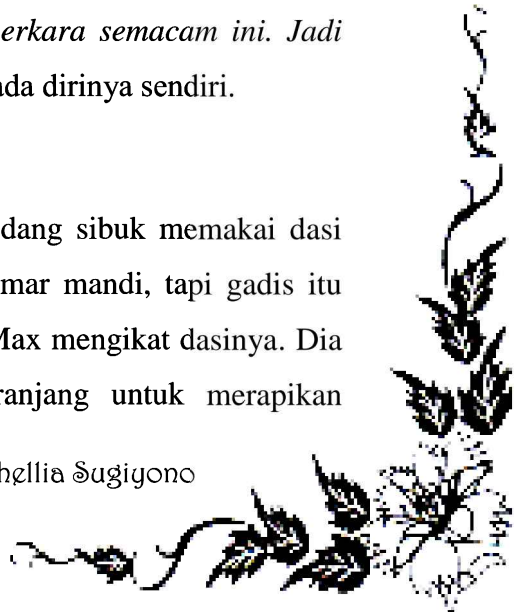 erkara semacam ini. Jadi
ada dirinya sendiri.
dang sibuk memakai dasi
mar mandi, tapi gadis itu
Max mengikat dasinya. Dia
ranjang untuk merapikan
hellia Sugiyono